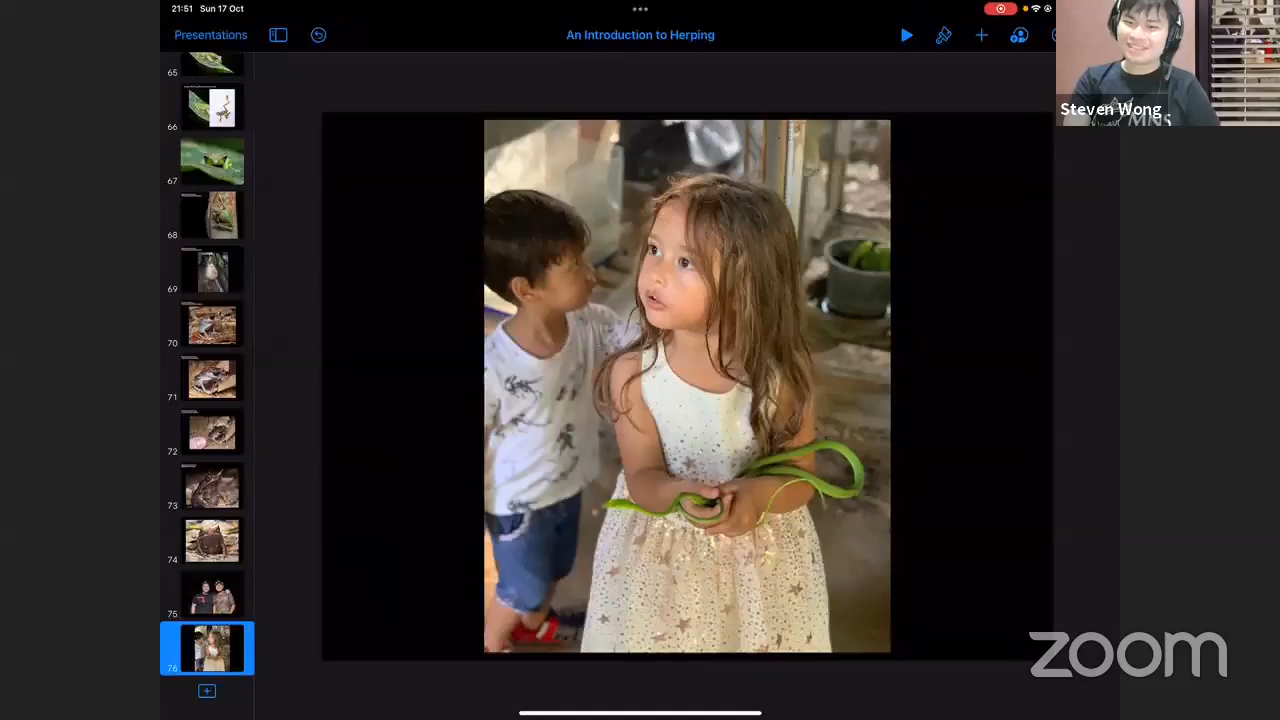 21:51 Sun 17 Oct
Presentations
An Introduction to Herping
65
66
67
68
69
70
71
72
73
74
75
76
Steven Wong
MNS
zoom